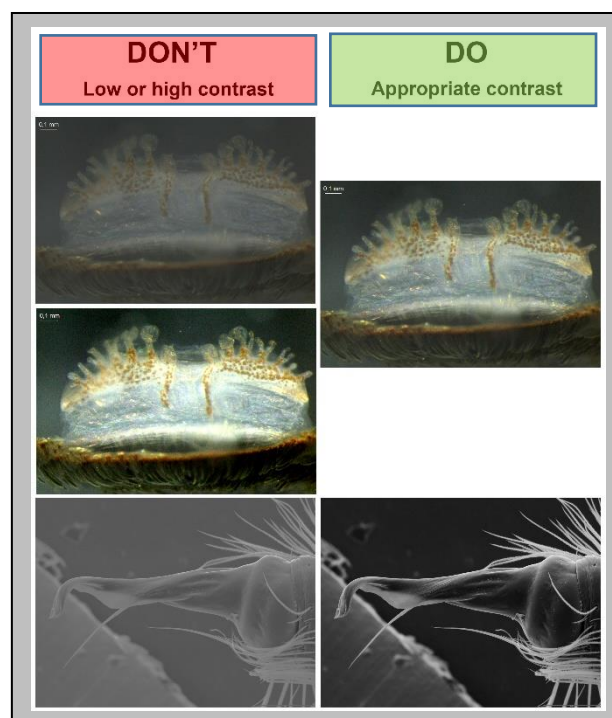 DON'T
Low or high contrast
DO
Appropriate contrast
0,1 mm
0,1 mm
0,1 mm